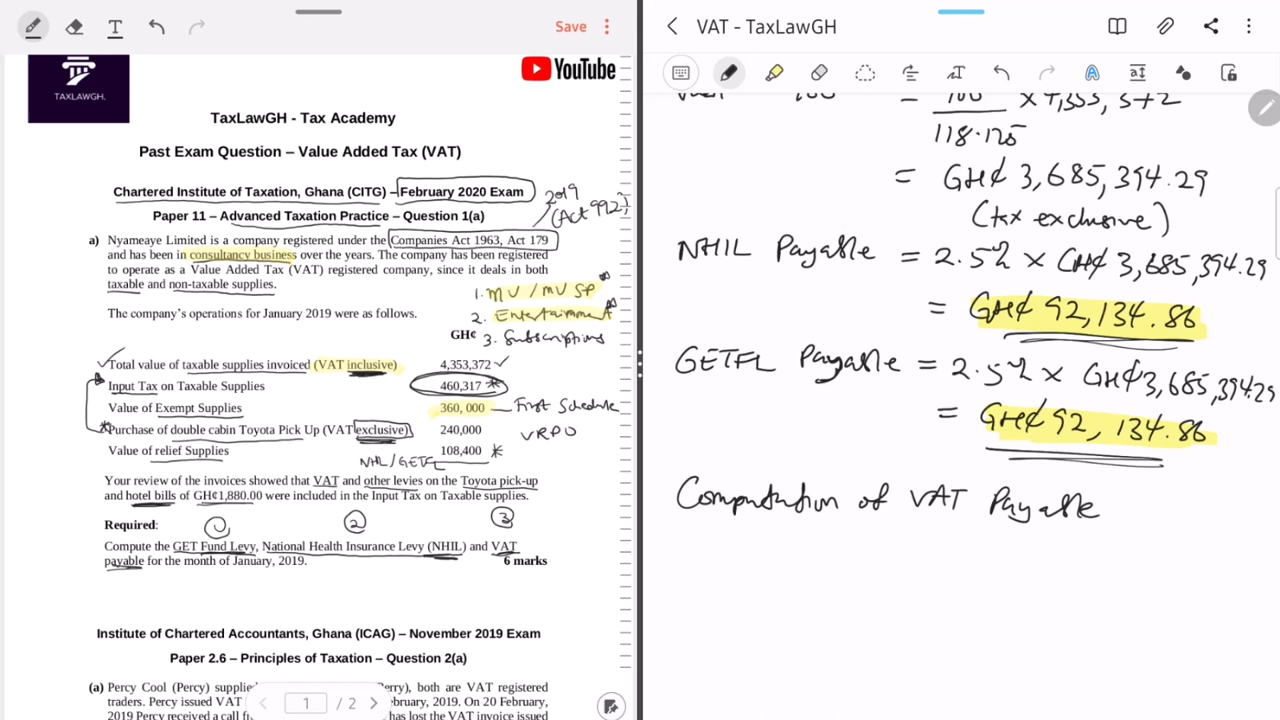 Save
TAXLAWGH.
YouTube
TaxLawGH - Tax Academy
Past Exam Question – Value Added Tax (VAT)
Chartered Institute of Taxation, Ghana (CITG) – February 2020 Exam
2019
(Act 992)
Paper 11 – Advanced Taxation Practice - Question 1(a)
a) Nyameaye Limited is a company registered under the Companies Act 1963, Act 179
and has been in consultancy business over the years. The company has been registered
to operate as a Value Added Tax (VAT) registered company, since it deals in both
taxable and non-taxable supplies.
1. MV / MV SP
The company's operations for January 2019 were as follows.
2. Entertainment
GH¢
3. Subscriptions
Total value of taxable supplies invoiced (VAT inclusive) 4,353,372
Input Tax on Taxable Supplies 460,317
Value of Exempt Supplies 360, 000 First Schedule
Purchase of double cabin Toyota Pick Up (VAT exclusive) 240,000 VRPO
Value of relief Supplies 108,400
NHL/GETFL
Your review of the invoices showed that VAT and other levies on the Toyota pick-up
and hotel bills of GH¢1,880.00 were included in the Input Tax on Taxable supplies.
Required: 1 2 3
Compute the GET Fund Levy, National Health Insurance Levy (NHIL) and VAT
payable for the month of January, 2019. 6 marks
Institute of Chartered Accountants, Ghana (ICAG) – November 2019 Exam
Paper 2.6 – Principles of Taxation – Question 2(a)
(a) Percy Cool (Percy) supplie erry), both are VAT registered
traders. Percy issued VAT ebruary, 2019. On 20 February,
2019 Percy received a call f has lost the VAT invoice issued
1 / 2
VAT - TaxLawGH
= 100 × 4,353,372
118.125
= GH¢ 3,685,394.29
(tax exclusive)
NHIL Payable = 2.5% × GH¢ 3,685,394.29
= GH¢ 92,134.86
GETFL Payable = 2.5% × GH¢3,685,394.29
= GH¢ 92,134.86
Computation of VAT Payable